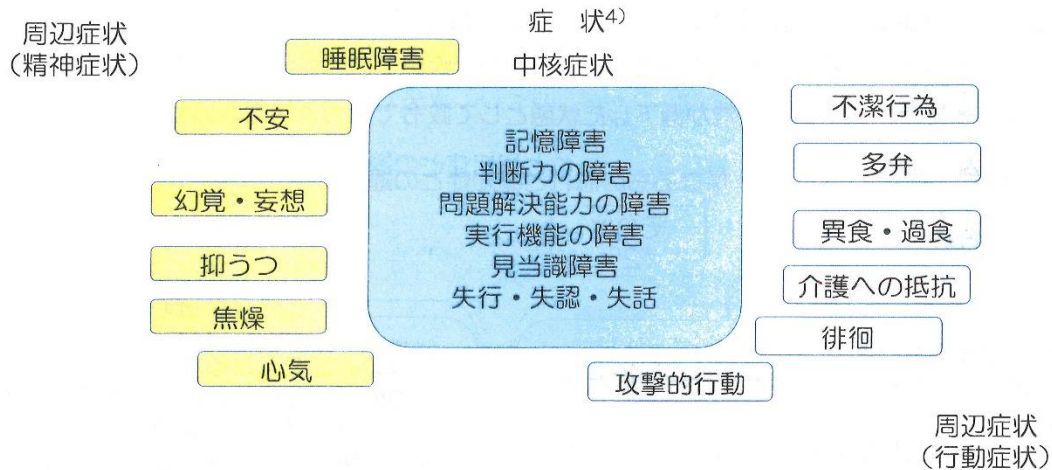 症 状4)
周辺症状
（精神症状）
睡眠障害
中核症状
不安
幻覚・妄想
抑うつ
焦燥
心気
記憶障害
判断力の障害
問題解決能力の障害
実行機能の障害
見当識障害
失行・失認・失語
不潔行為
多弁
異食・過食
介護への抵抗
徘徊
攻撃的行動
周辺症状
（行動症状）